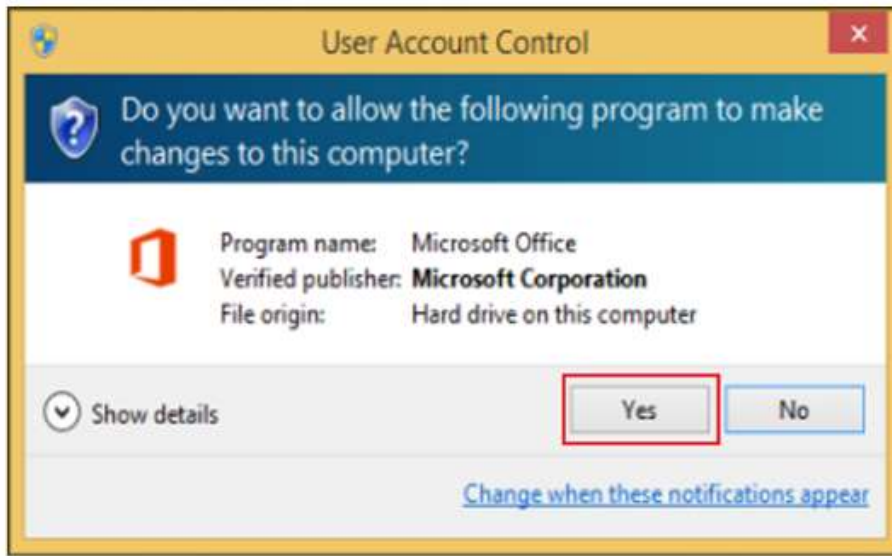 User Account Control
Do you want to allow the following program to make
changes to this computer?
Program name: Microsoft Office
Verified publisher: Microsoft Corporation
File origin: Hard drive on this computer
Show details
Yes
No
Change when these notifications appear